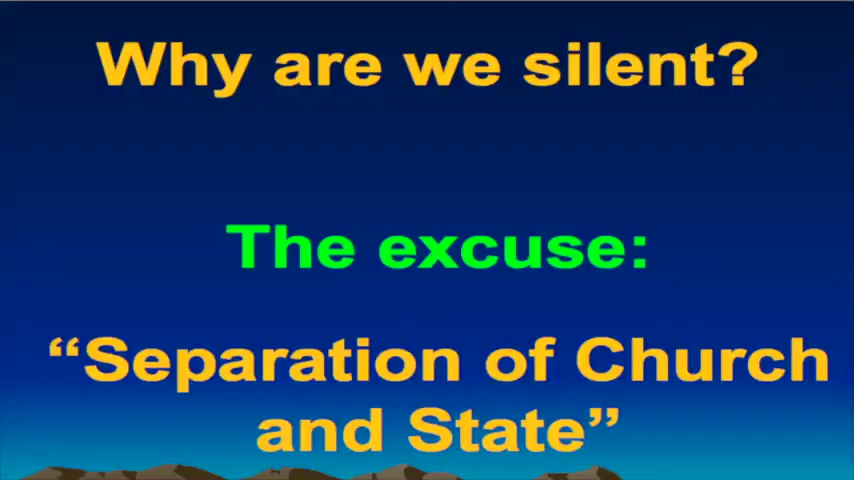 Why are we silent?
The excuse:
“Separation of Church
and State”